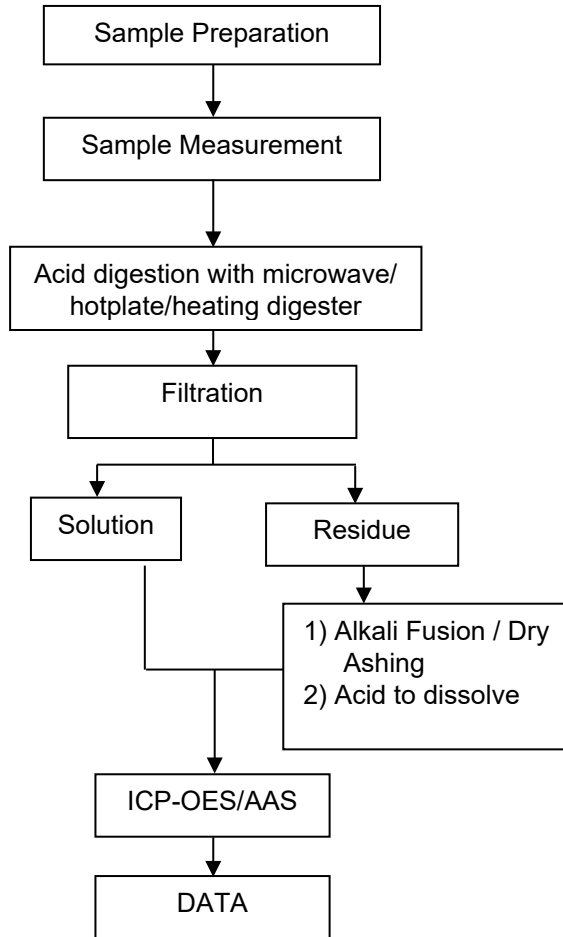 Sample Preparation
Sample Measurement
Acid digestion with microwave/
hotplate/heating digester
Filtration
Solution
Residue
1) Alkali Fusion / Dry
Ashing
2) Acid to dissolve
ICP-OES/AAS
DATA